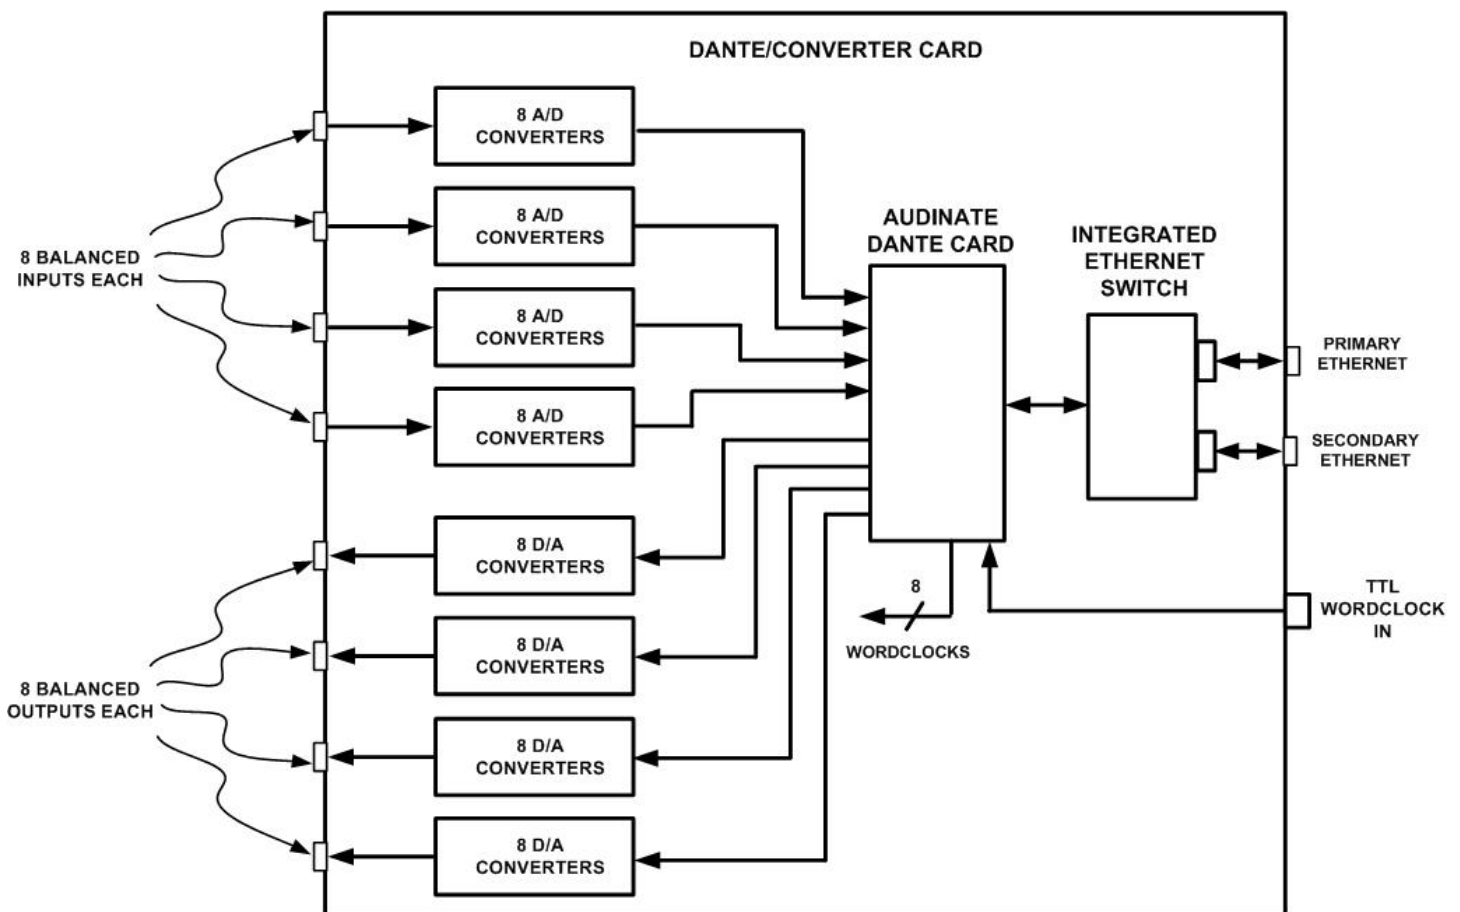 DANTE/CONVERTER CARD
8 A/D
CONVERTERS
8 A/D
CONVERTERS
8 A/D
CONVERTERS
8 A/D
CONVERTERS
8 BALANCED
INPUTS EACH
AUDINATE
DANTE CARD
INTEGRATED
ETHERNET
SWITCH
PRIMARY
ETHERNET
SECONDARY
ETHERNET
8 D/A
CONVERTERS
8 D/A
CONVERTERS
8 D/A
CONVERTERS
8 D/A
CONVERTERS
8 BALANCED
OUTPUTS EACH
8
WORDCLOCKS
TTL
WORDCLOCK
IN